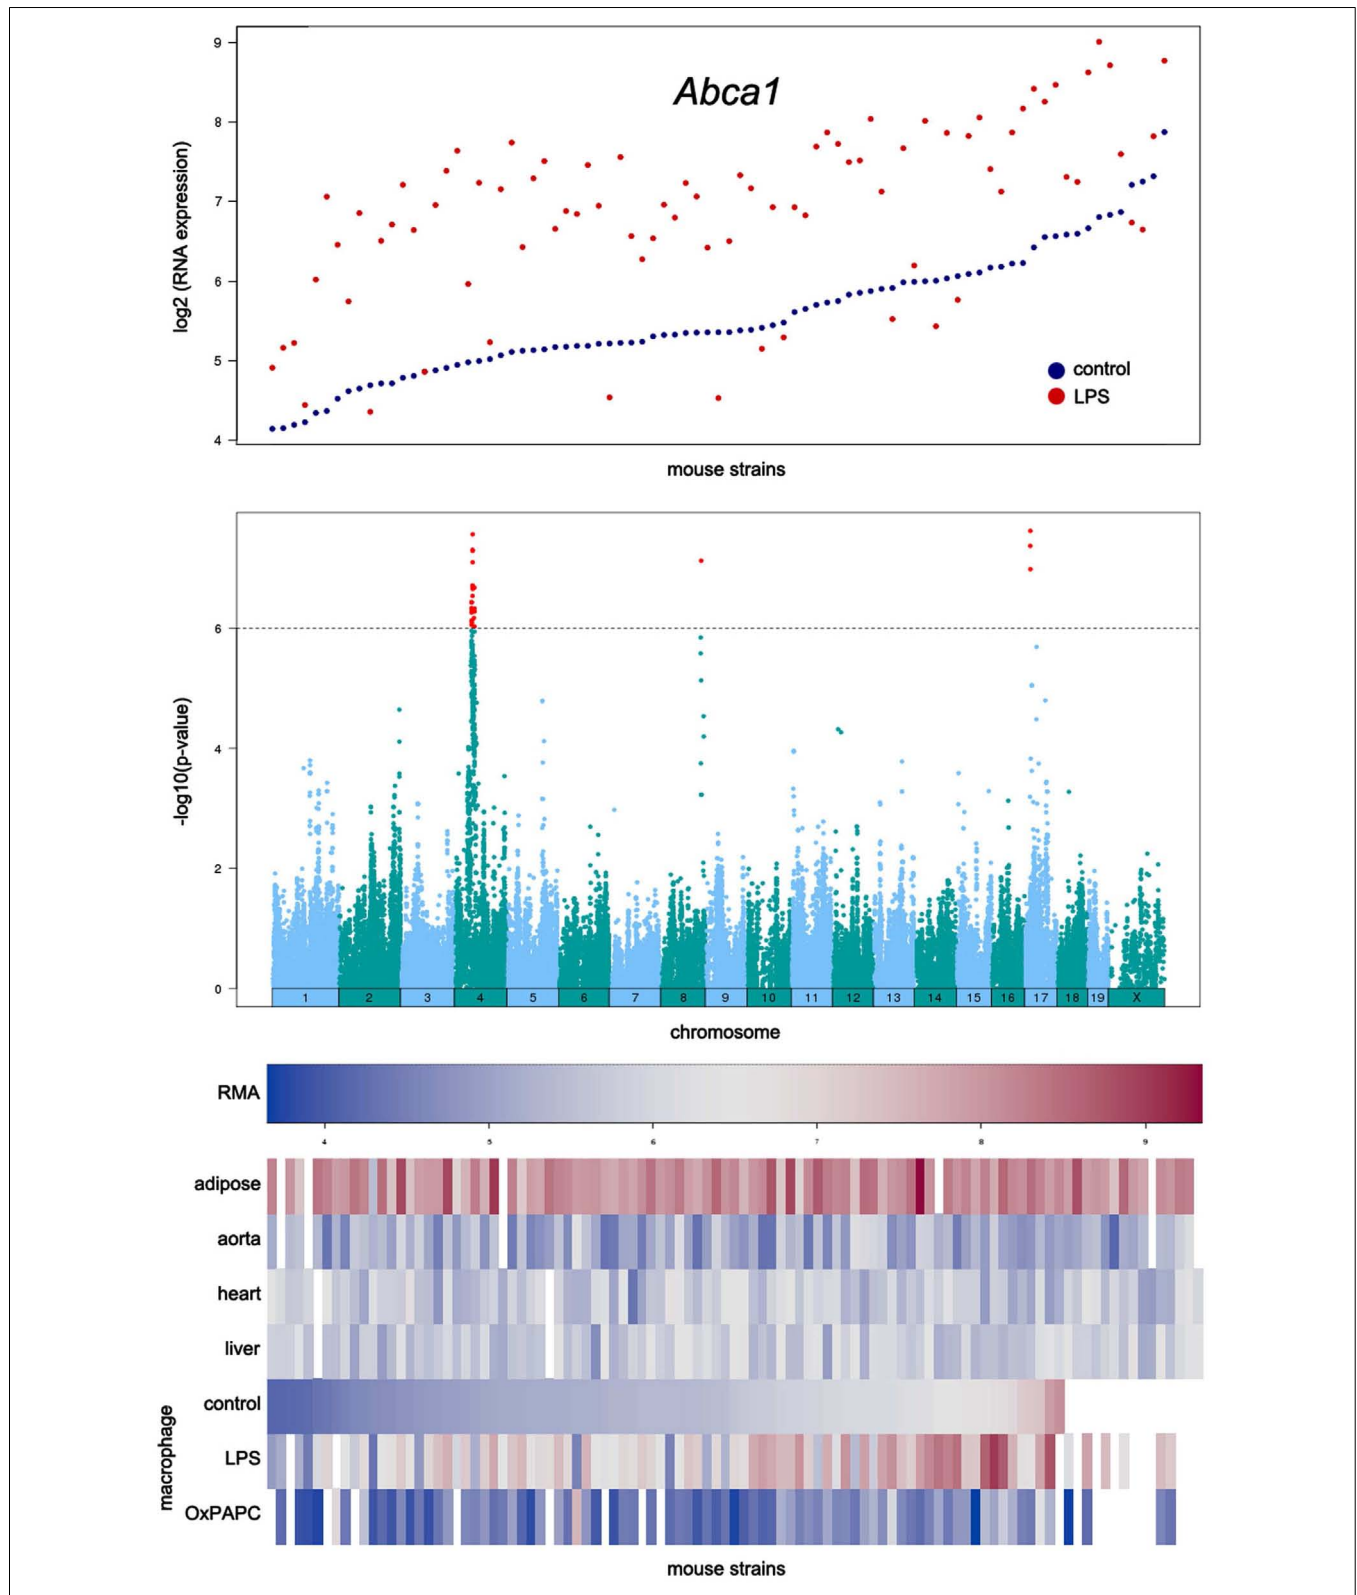 Abca1
log2 (RNA expression)
9
8
7
6
5
4
control
LPS
mouse strains
-log10(p-value)
6
4
2
0
1 2 3 4 5 6 7 8 9 10 11 12 13 14 15 16 17 18 19 X
chromosome
RMA
4 5 6 7 8 9
adipose
aorta
heart
liver
macrophage
control
LPS
OxPAPC
mouse strains